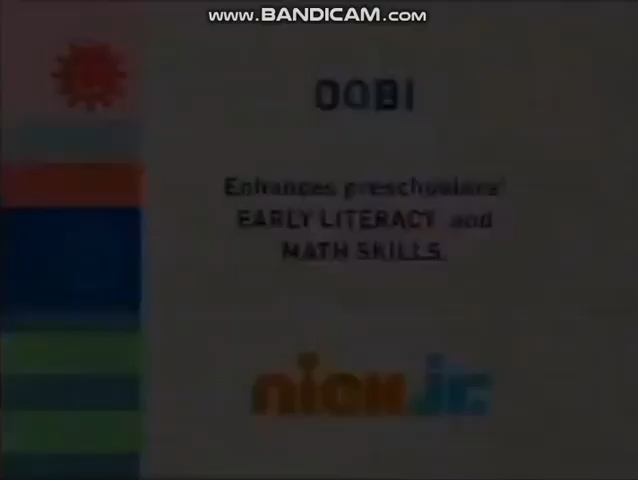 www.BANDICAM.com
OOBI
Enhances preschoolers'
EARLY LITERACY and
MATH SKILLS.
nick jr.